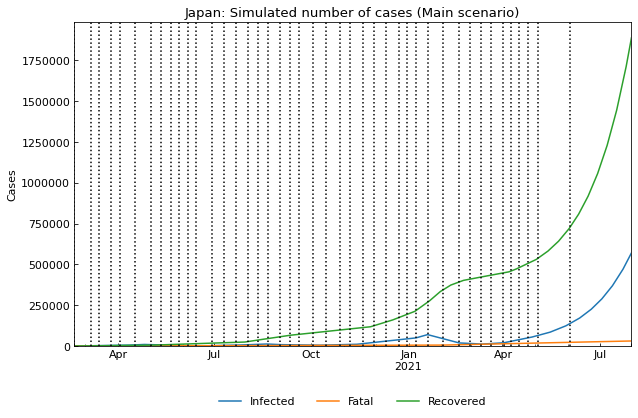 Japan: Simulated number of cases (Main scenario)
Cases
1750000
1500000
1250000
1000000
750000
500000
250000
0
Apr Jul Oct Jan Apr Jul
2021
Infected Fatal Recovered